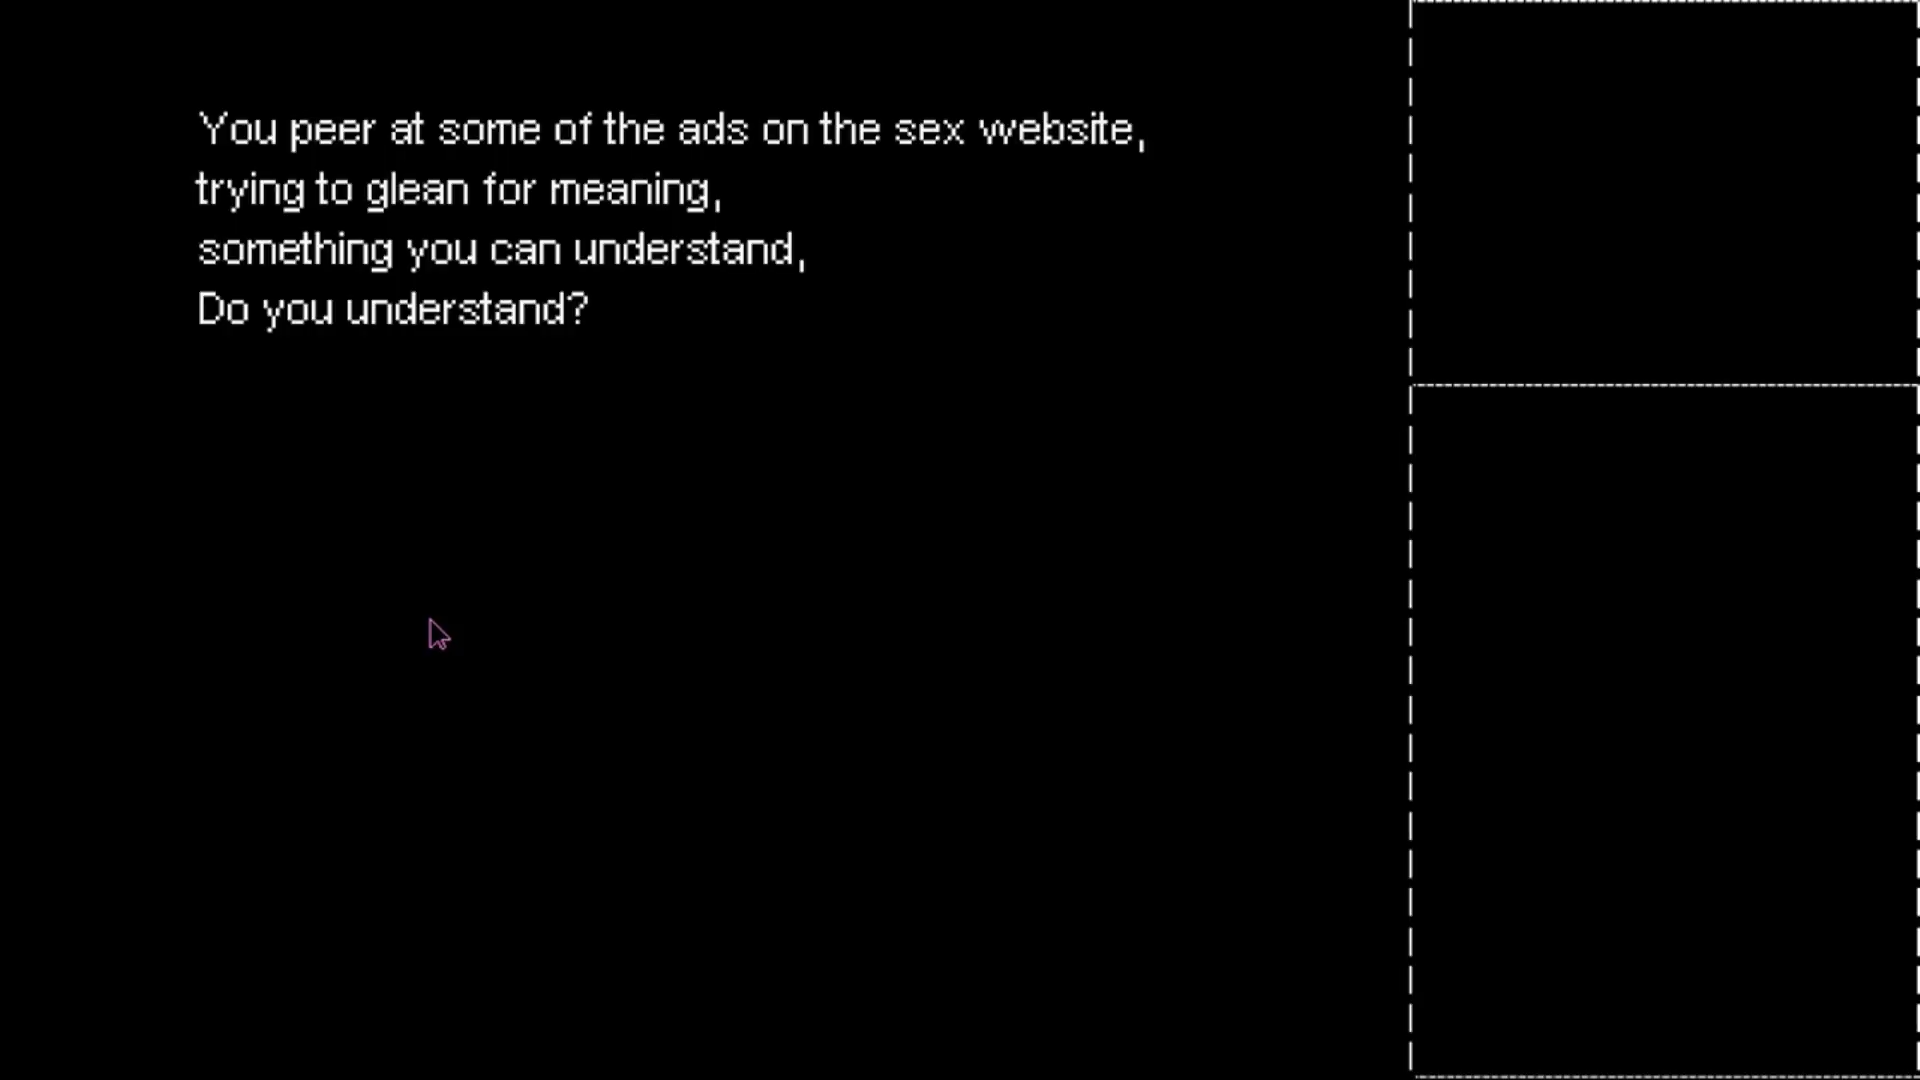 You peer at some of the ads on the sex website,
trying to glean for meaning,
something you can understand,
Do you understand?